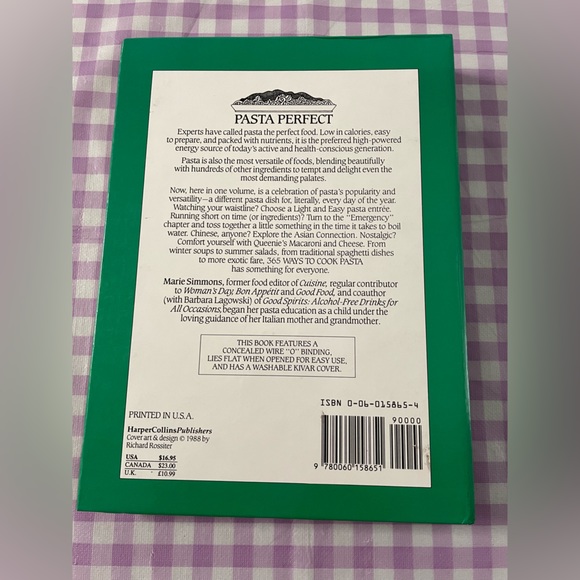 PASTA PERFECT
Experts have called pasta the perfect food. Low in calories, easy
to prepare, and packed with nutrients, it is the preferred high-powered
energy source of today's active and health-conscious generation.
Pasta is also the most versatile of foods, blending beautifully
with hundreds of other ingredients to tempt and delight even the
most demanding palates.
Now, here in one volume, is a celebration of pasta's popularity and
versatility—a different pasta dish for, literally, every day of the year.
Watching your waistline? Choose a Light and Easy pasta entrée.
Running short on time (or ingredients)? Turn to the "Emergency"
chapter and toss together a little something in the time it takes to boil
water. Chinese, anyone? Explore the Asian Connection. Nostalgic?
Comfort yourself with Queenie's Macaroni and Cheese. From
winter soups to summer salads, from traditional spaghetti dishes
to more exotic fare, 365 WAYS TO COOK PASTA
has something for everyone.
Marie Simmons, former food editor of Cuisine, regular contributor
to Woman's Day, Bon Appétit and Good Food, and coauthor
(with Barbara Lagowski) of Good Spirits: Alcohol-Free Drinks for
All Occasions, began her pasta education as a child under the
loving guidance of her Italian mother and grandmother.
THIS BOOK FEATURES A
CONCEALED WIRE "O" BINDING,
LIES FLAT WHEN OPENED FOR EASY USE,
AND HAS A WASHABLE KIVAR COVER.
ISBN 0-06-015865-4
90000
PRINTED IN U.S.A.
HarperCollinsPublishers
Cover art & design © 1988 by
Richard Rossiter
USA $16.95
CANADA $23.00
U.K. £10.99
9 780060 158651